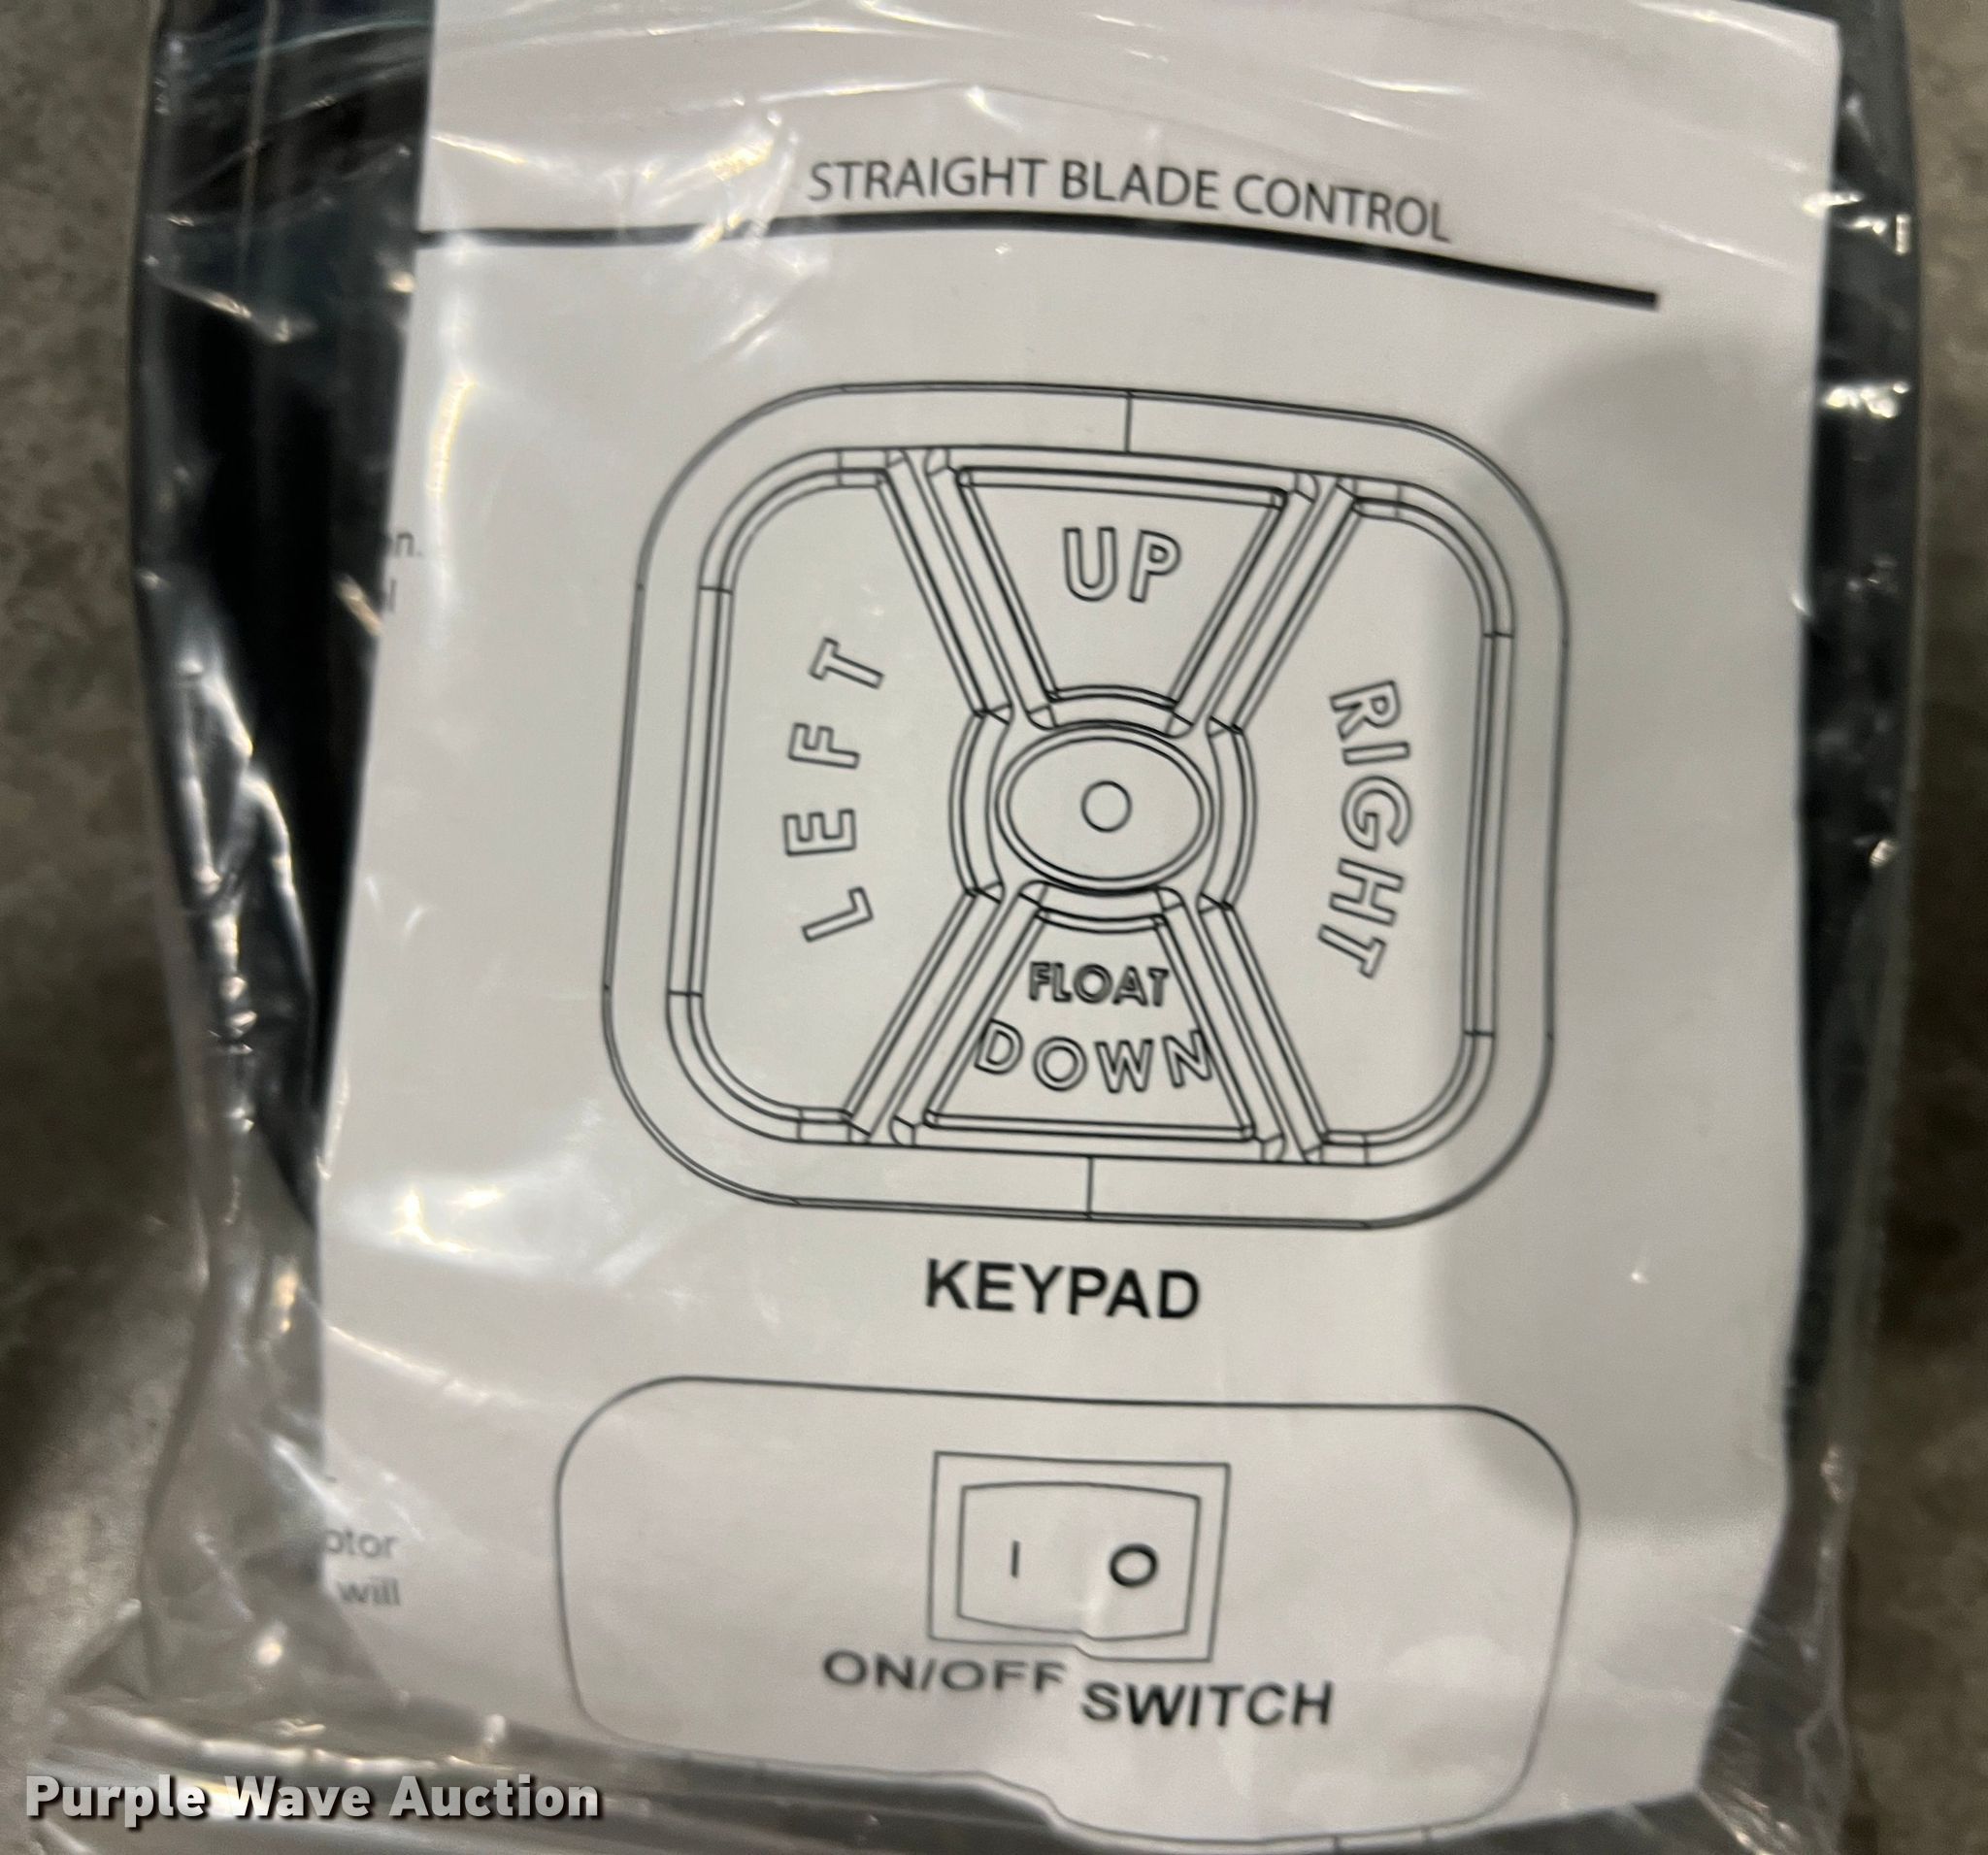 STRAIGHT BLADE CONTROL
UP
LEFT
RIGHT
FLOAT
DOWN
KEYPAD
I O
ON/OFF SWITCH
will
Purple Wave Auction